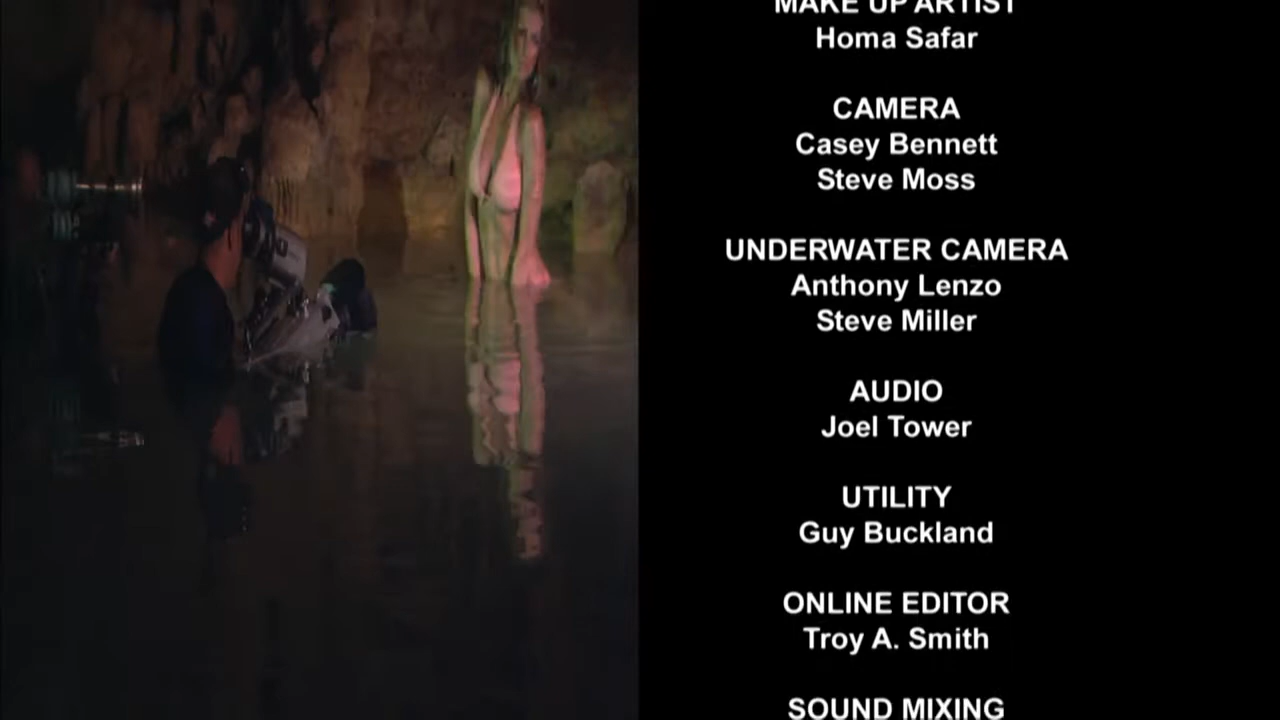 MAKE UP ARTIST
Homa Safar
CAMERA
Casey Bennett
Steve Moss
UNDERWATER CAMERA
Anthony Lenzo
Steve Miller
AUDIO
Joel Tower
UTILITY
Guy Buckland
ONLINE EDITOR
Troy A. Smith
SOUND MIXING